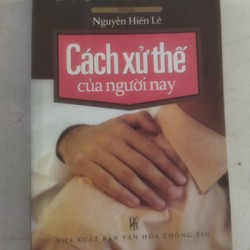 Nguyễn Hiến Lê
Cách xử thế
của người nay
NHÀ XUẤT BẢN VĂN HÓA THÔNG TIN